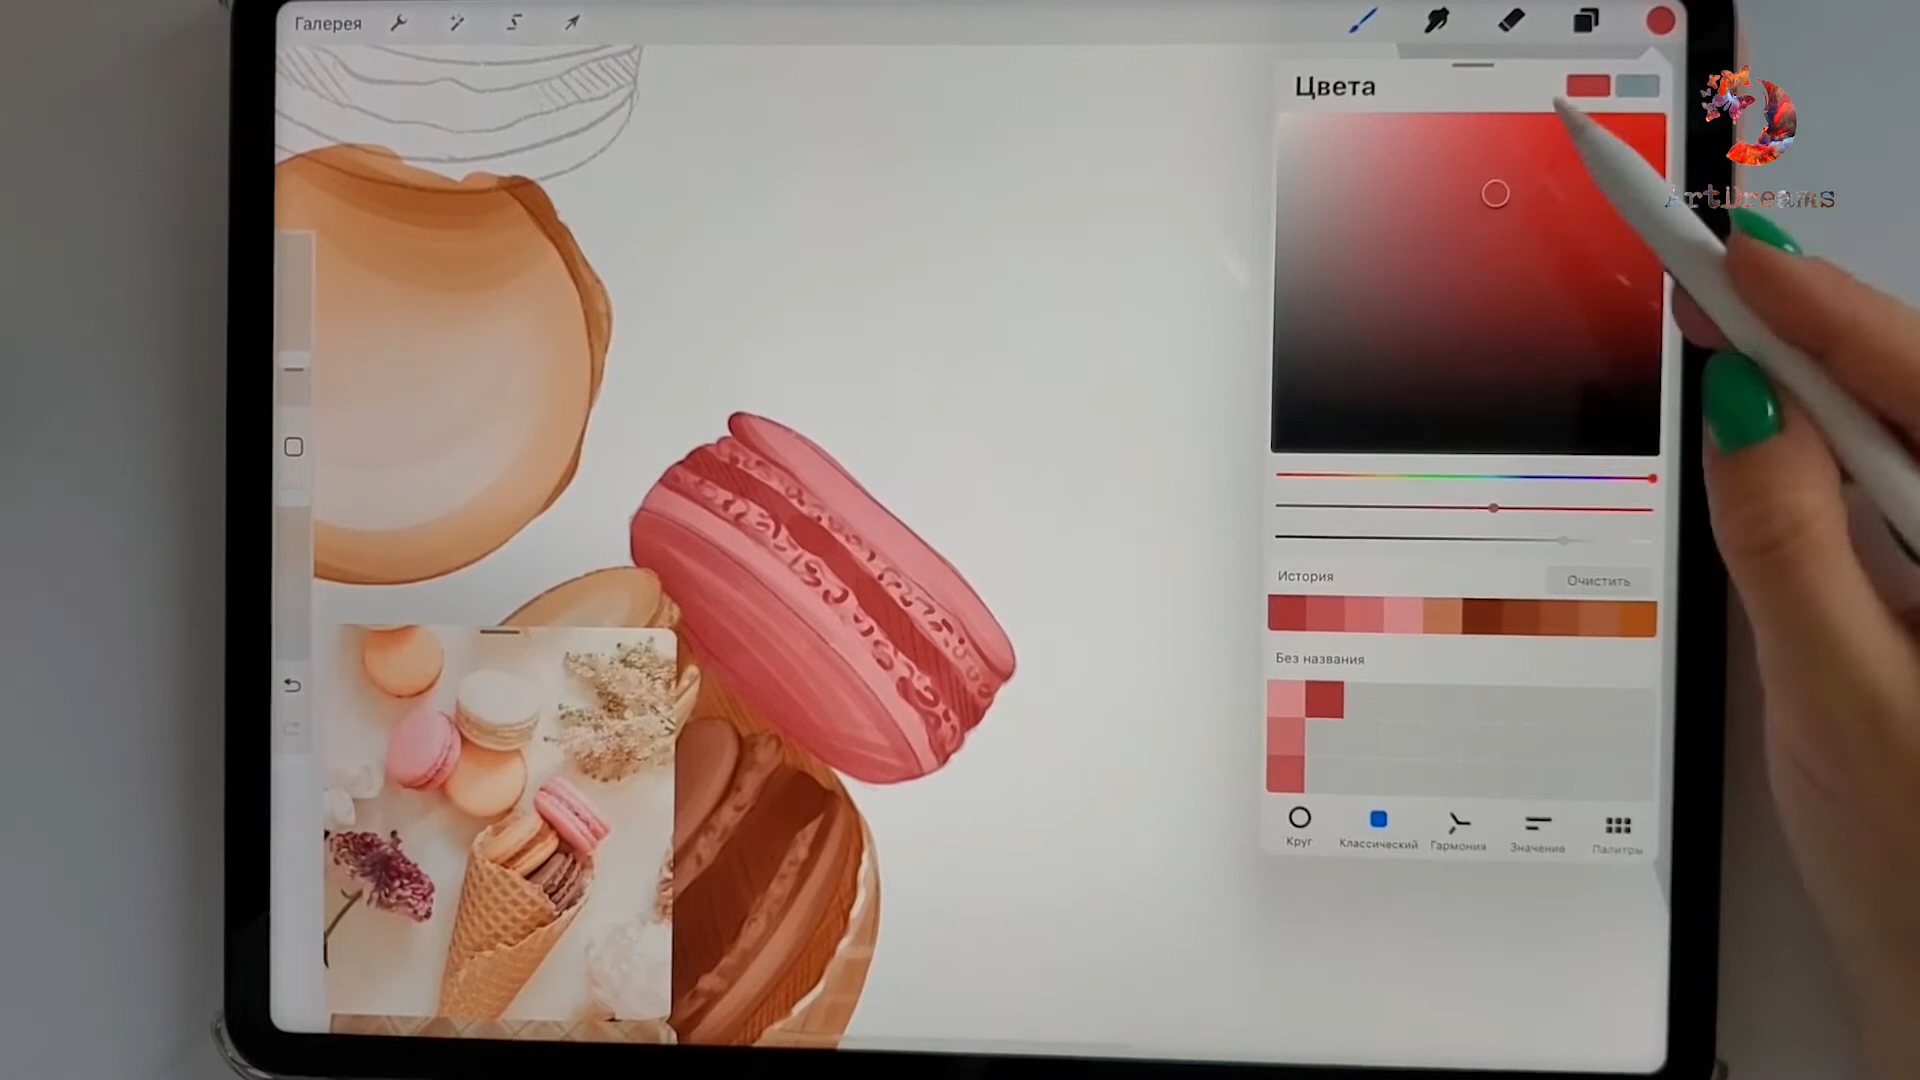 Галерея
Цвета
ArtDreams
История
Очистить
Без названия
Круг
Классический
Гармония
Значение
Палитры